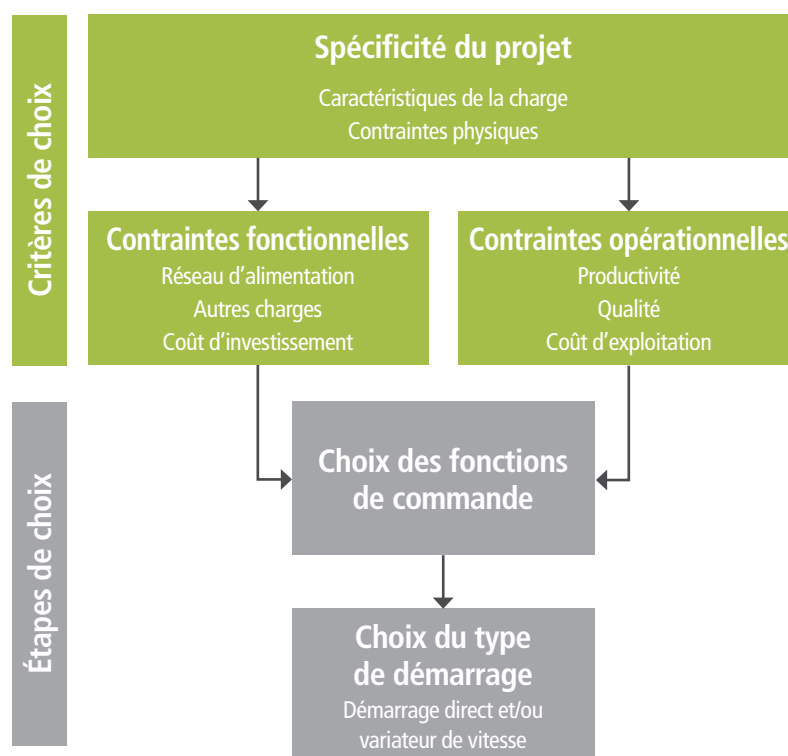 Critères de choix
Spécificité du projet
Caractéristiques de la charge
Contraintes physiques
Contraintes fonctionnelles
Réseau d'alimentation
Autres charges
Coût d'investissement
Contraintes opérationnelles
Productivité
Qualité
Coût d'exploitation
Étapes de choix
Choix des fonctions
de commande
Choix du type
de démarrage
Démarrage direct et/ou
variateur de vitesse